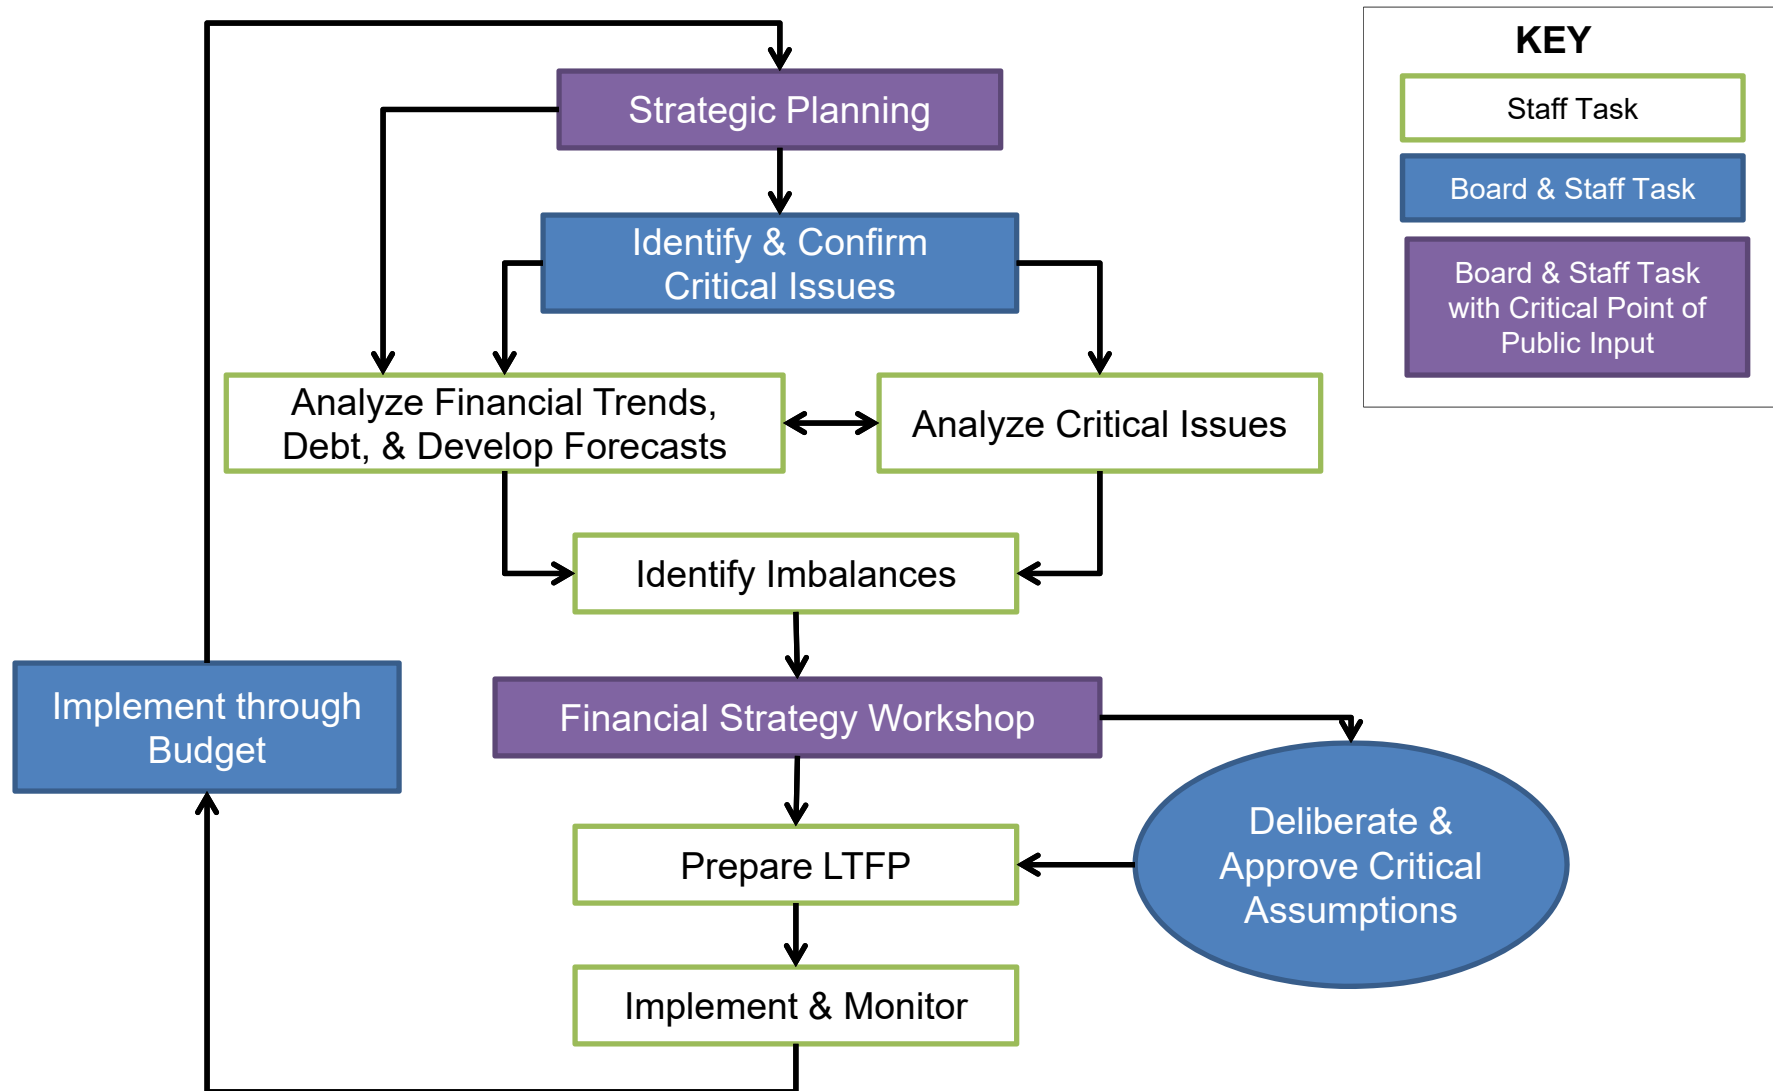 KEY
Staff Task
Board & Staff Task
Board & Staff Task
with Critical Point of
Public Input
Strategic Planning
Identify & Confirm
Critical Issues
Analyze Financial Trends,
Debt, & Develop Forecasts
Analyze Critical Issues
Identify Imbalances
Implement through
Budget
Financial Strategy Workshop
Deliberate &
Approve Critical
Assumptions
Prepare LTFP
Implement & Monitor